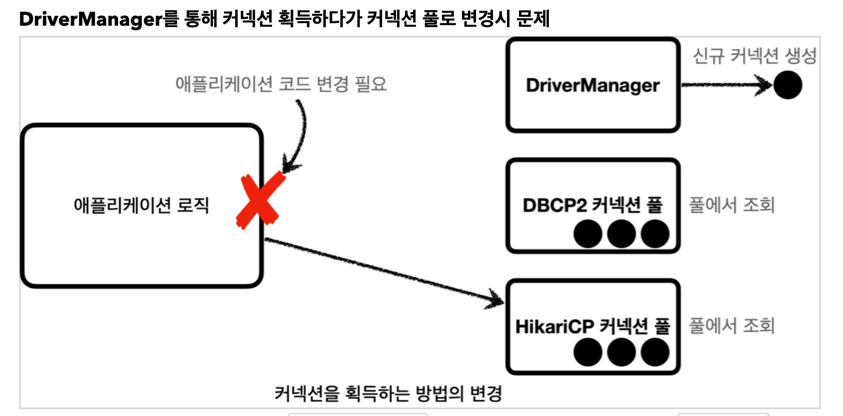 DriverManager를 통해 커넥션 획득하다가 커넥션 풀로 변경시 문제
신규 커넥션 생성
애플리케이션 코드 변경 필요
DriverManager
애플리케이션 로직
DBCP2 커넥션 풀
풀에서 조회
HikariCP 커넥션 풀
풀에서 조회
커넥션을 획득하는 방법의 변경